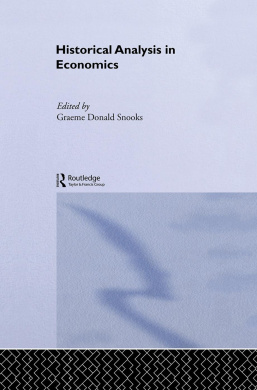 Historical Analysis in
Economics
Edited by
Graeme Donald Snooks
Routledge
Taylor & Francis Group